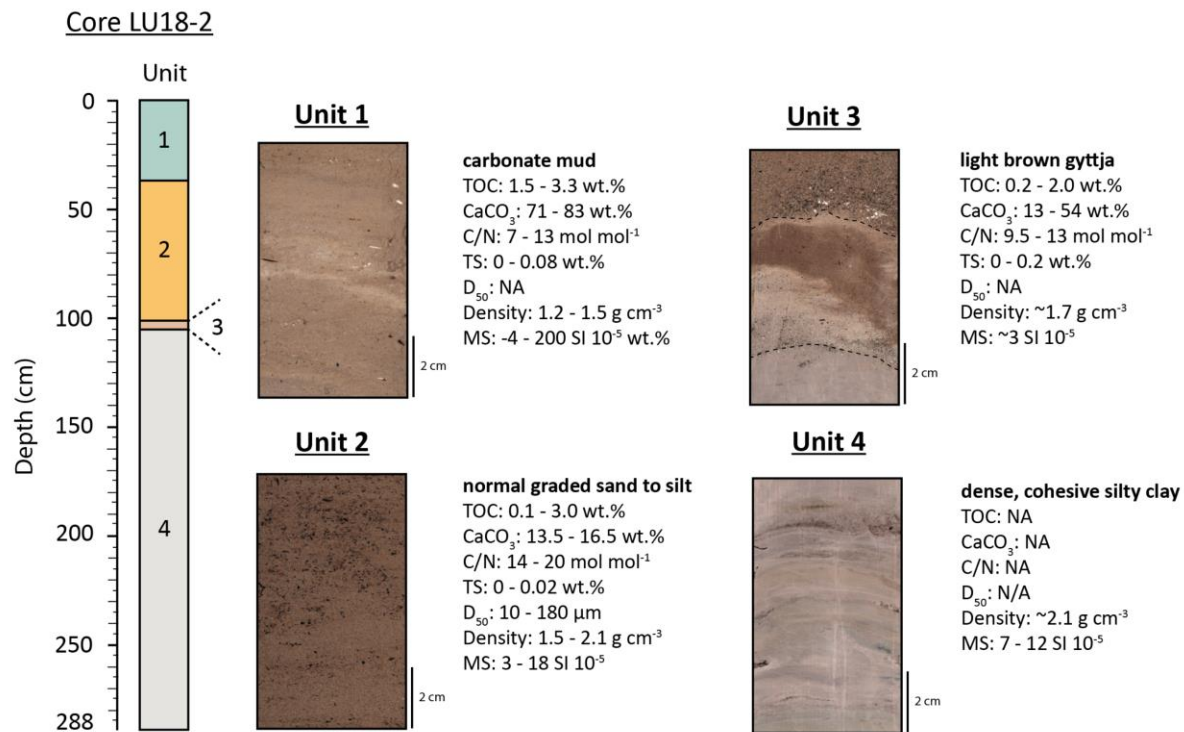 Core LU18-2
Unit
0
50
100
150
200
250
288
Depth (cm)
1
2
3
4
Unit 1
carbonate mud
TOC: 1.5 - 3.3 wt.%
CaCO₃: 71 - 83 wt.%
C/N: 7 - 13 mol mol⁻¹
TS: 0 - 0.08 wt.%
D₅₀: NA
Density: 1.2 - 1.5 g cm⁻³
MS: -4 - 200 SI 10⁻⁵ wt.%
2 cm
Unit 3
light brown gyttja
TOC: 0.2 - 2.0 wt.%
CaCO₃: 13 - 54 wt.%
C/N: 9.5 - 13 mol mol⁻¹
TS: 0 - 0.2 wt.%
D₅₀: NA
Density: ~1.7 g cm⁻³
MS: ~3 SI 10⁻⁵
2 cm
Unit 2
normal graded sand to silt
TOC: 0.1 - 3.0 wt.%
CaCO₃: 13.5 - 16.5 wt.%
C/N: 14 - 20 mol mol⁻¹
TS: 0 - 0.02 wt.%
D₅₀: 10 - 180 µm
Density: 1.5 - 2.1 g cm⁻³
MS: 3 - 18 SI 10⁻⁵
2 cm
Unit 4
dense, cohesive silty clay
TOC: NA
CaCO₃: NA
C/N: NA
D₅₀: N/A
Density: ~2.1 g cm⁻³
MS: 7 - 12 SI 10⁻⁵
2 cm